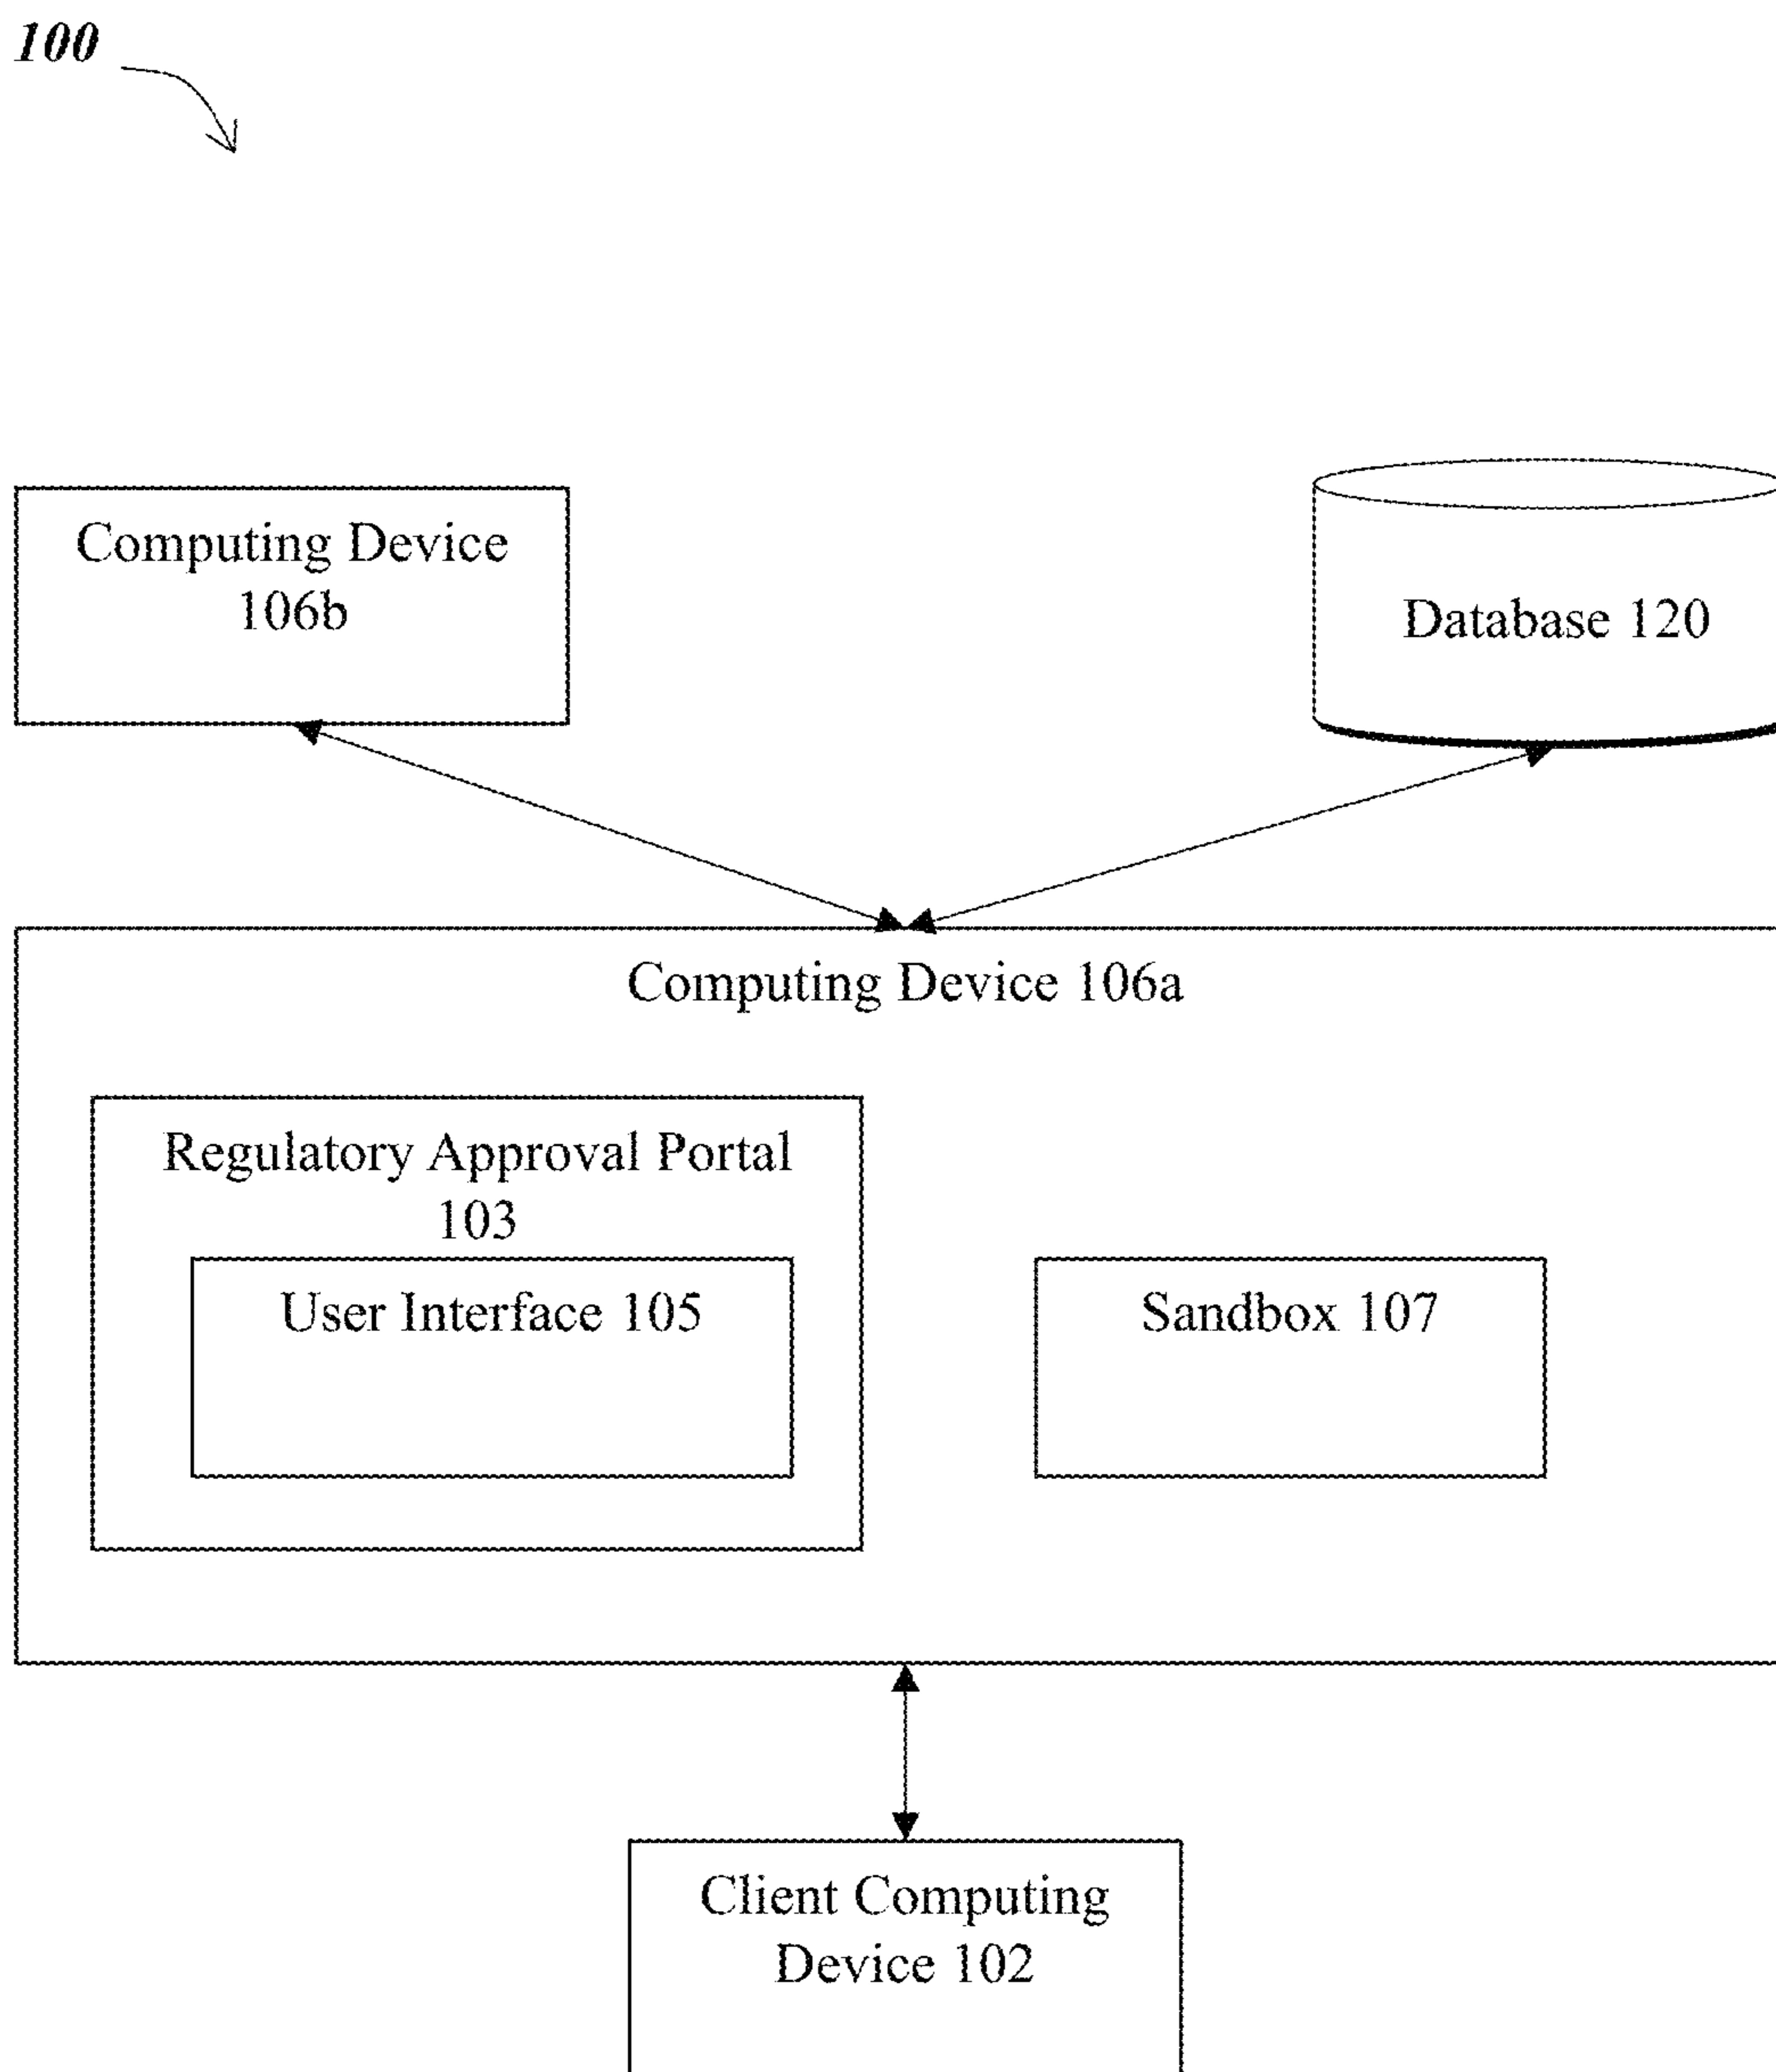 100
Computing Device
106b
Database 120
Computing Device 106a
Regulatory Approval Portal
103
User Interface 105
Sandbox 107
Client Computing
Device 102